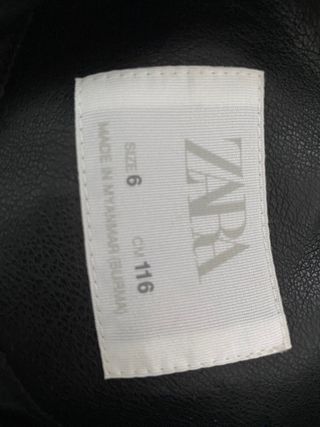 ZARA
SIZE 6 CM 116
MADE IN MYANMAR (BURMA)